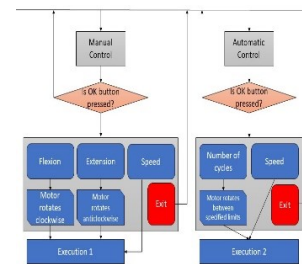 Manual
Control
Automatic
Control
Is OK button
pressed?
Is OK button
pressed?
Flexion
Extension
Speed
Number of
cycles
Speed
Motor
rotates
clockwise
Motor
rotates
anticlockwise
Exit
Motor rotates
between
specified limits
Exit
Execution 1
Execution 2